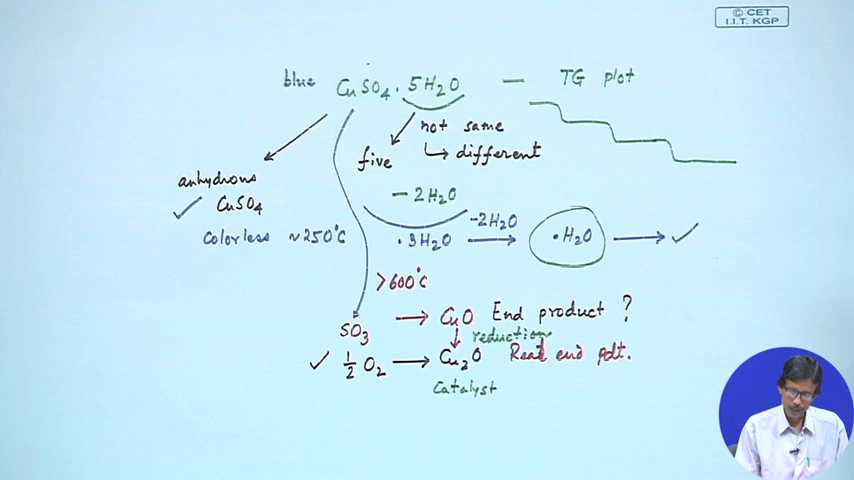 © CET
I.I.T. KGP
blue CuSO4 . 5H2O — TG plot
not same
five ↳ different
anhydrous
✓ CuSO4
- 2H2O
Colorless ~250°C . 3H2O -2H2O → . H2O → ✓
>600°C
SO3 → CuO End product ?
reduction
✓ 1/2 O2 → Cu2O Real end pdt.
Catalyst